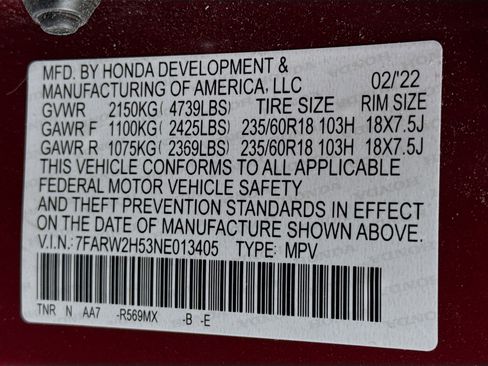 MFD. BY HONDA DEVELOPMENT &
MANUFACTURING OF AMERICA, LLC 02/'22
GVWR 2150KG( 4739LBS) TIRE SIZE RIM SIZE
GAWR F 1100KG( 2425LBS) 235/60R18 103H 18X7.5J
GAWR R 1075KG( 2369LBS) 235/60R18 103H 18X7.5J
THIS VEHICLE CONFORMS TO ALL APPLICABLE
FEDERAL MOTOR VEHICLE SAFETY
AND THEFT PREVENTION STANDARDS IN EFFECT
ON THE DATE OF MANUFACTURE SHOWN ABOVE.
V.I.N. 7FARW2H53NE013405 TYPE: MPV
TNR N AA7 -R569MX -B -E